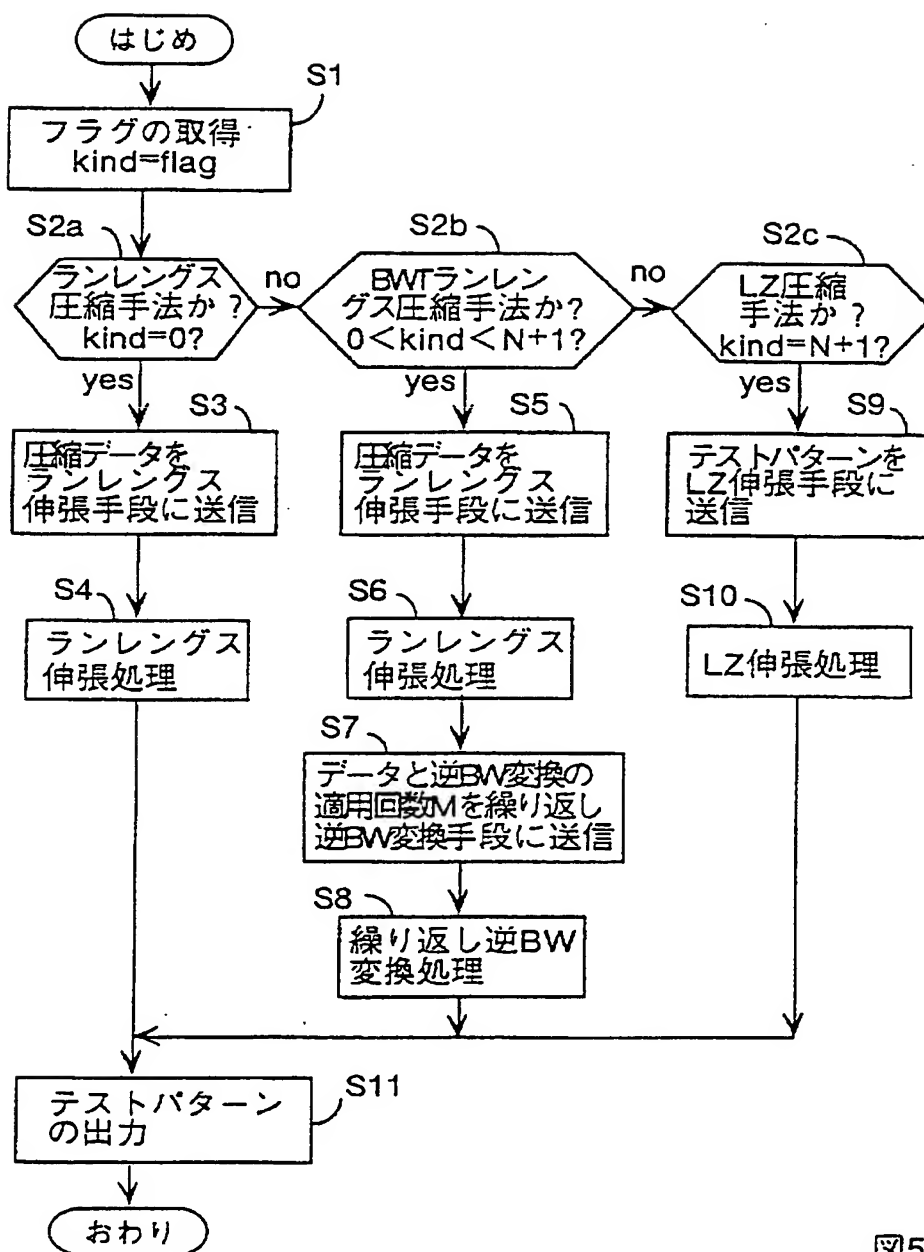 はじめ
S1
フラグの取得
kind=flag
S2a
ランレングス
圧縮手法か?
kind=0?
no
S2b
BWTランレン
グス圧縮手法か?
0<kind<N+1?
no
S2c
LZ圧縮
手法か?
kind=N+1?
yes
yes
yes
S3
圧縮データを
ランレングス
伸張手段に送信
S5
圧縮データを
ランレングス
伸張手段に送信
S9
テストパターンを
LZ伸張手段に
送信
S4
ランレングス
伸張処理
S6
ランレングス
伸張処理
S10
LZ伸張処理
S7
データと逆BW変換の
適用回数Mを繰り返し
逆BW変換手段に送信
S8
繰り返し逆BW
変換処理
S11
テストパターン
の出力
おわり
図5